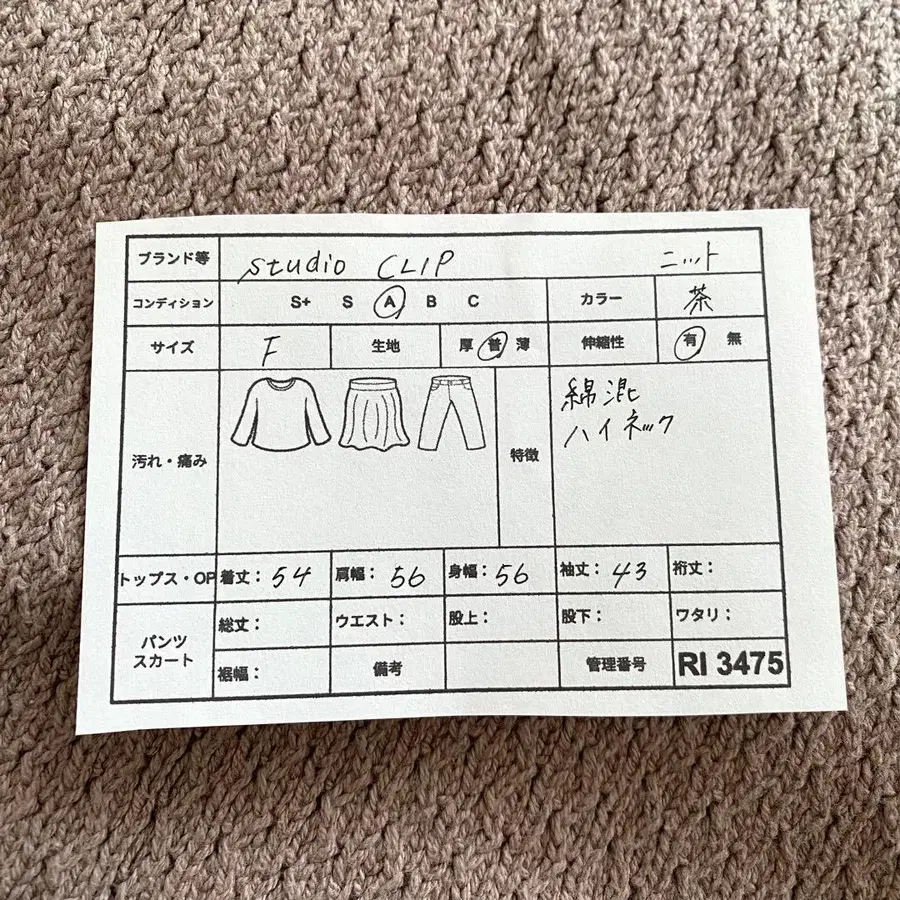 ブランド等 studio CLIP ニット
コンディション S+ S A B C カラー 茶
サイズ F 生地 厚 普 薄 伸縮性 有 無
汚れ・痛み 特徴 綿混
ハイネック
トップス・OP 着丈：54 肩幅：56 身幅：56 袖丈：43 裄丈：
パンツ スカート 総丈： ウエスト： 股上： 股下： ワタリ：
裾幅： 備考 管理番号 RI 3475